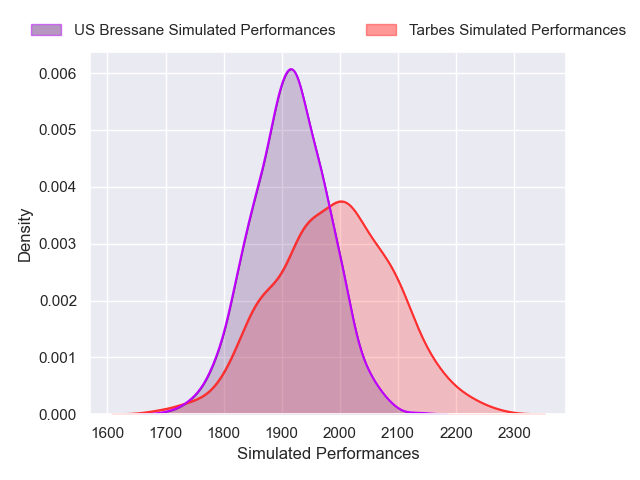 US Bressane Simulated Performances Tarbes Simulated Performances
0.006
0.005
0.004
0.003
0.002
0.001
0.000
Density
1600 1700 1800 1900 2000 2100 2200 2300
Simulated Performances